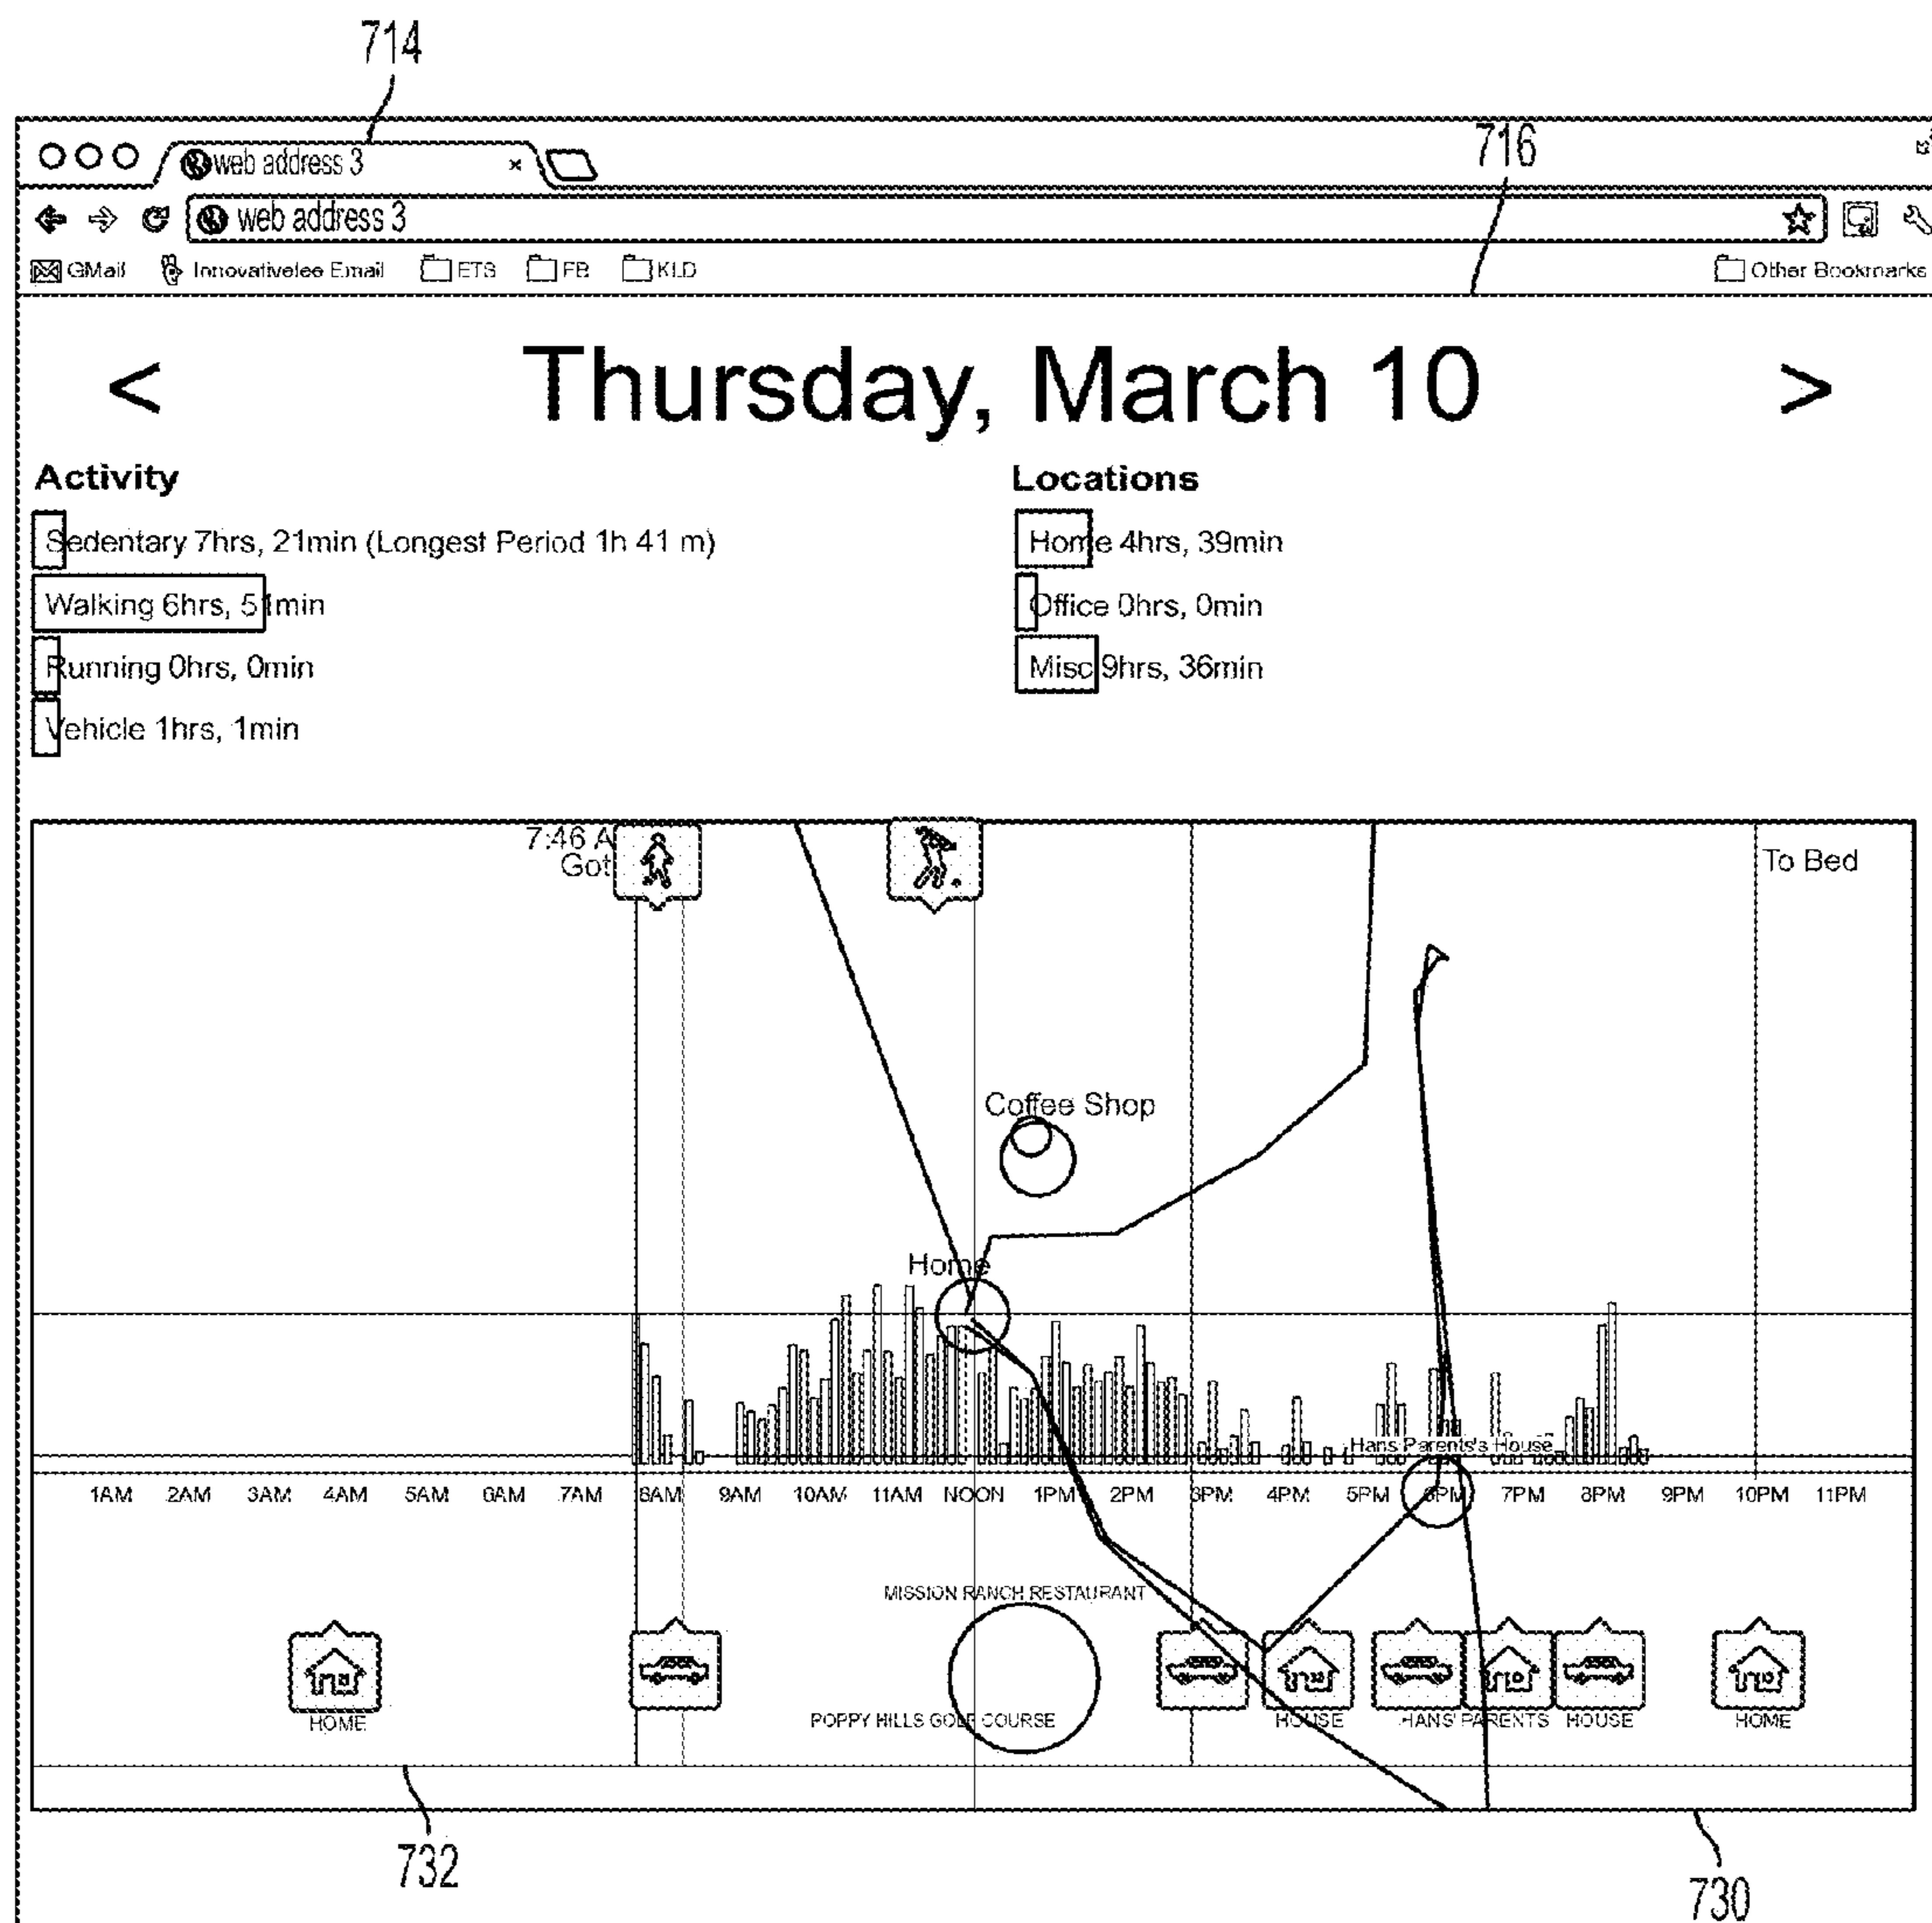 714
716
web address 3 ×
web address 3
GMail Innovativelee Email ETS FB KLD Other Bookmarks
< Thursday, March 10 >
Activity
Sedentary 7hrs, 21min (Longest Period 1h 41 m)
Walking 6hrs, 51min
Running 0hrs, 0min
Vehicle 1hrs, 1min
Locations
Home 4hrs, 39min
Office 0hrs, 0min
Misc 9hrs, 36min
7:46 A
Got
To Bed
Coffee Shop
Home
Hans Parents's House
1AM 2AM 3AM 4AM 5AM 6AM 7AM 8AM 9AM 10AM 11AM NOON 1PM 2PM 3PM 4PM 5PM 6PM 7PM 8PM 9PM 10PM 11PM
MISSION RANCH RESTAURANT
POPPY HILLS GOLF COURSE
HOME HOUSE HANS' PARENTS HOUSE HOME
732
730